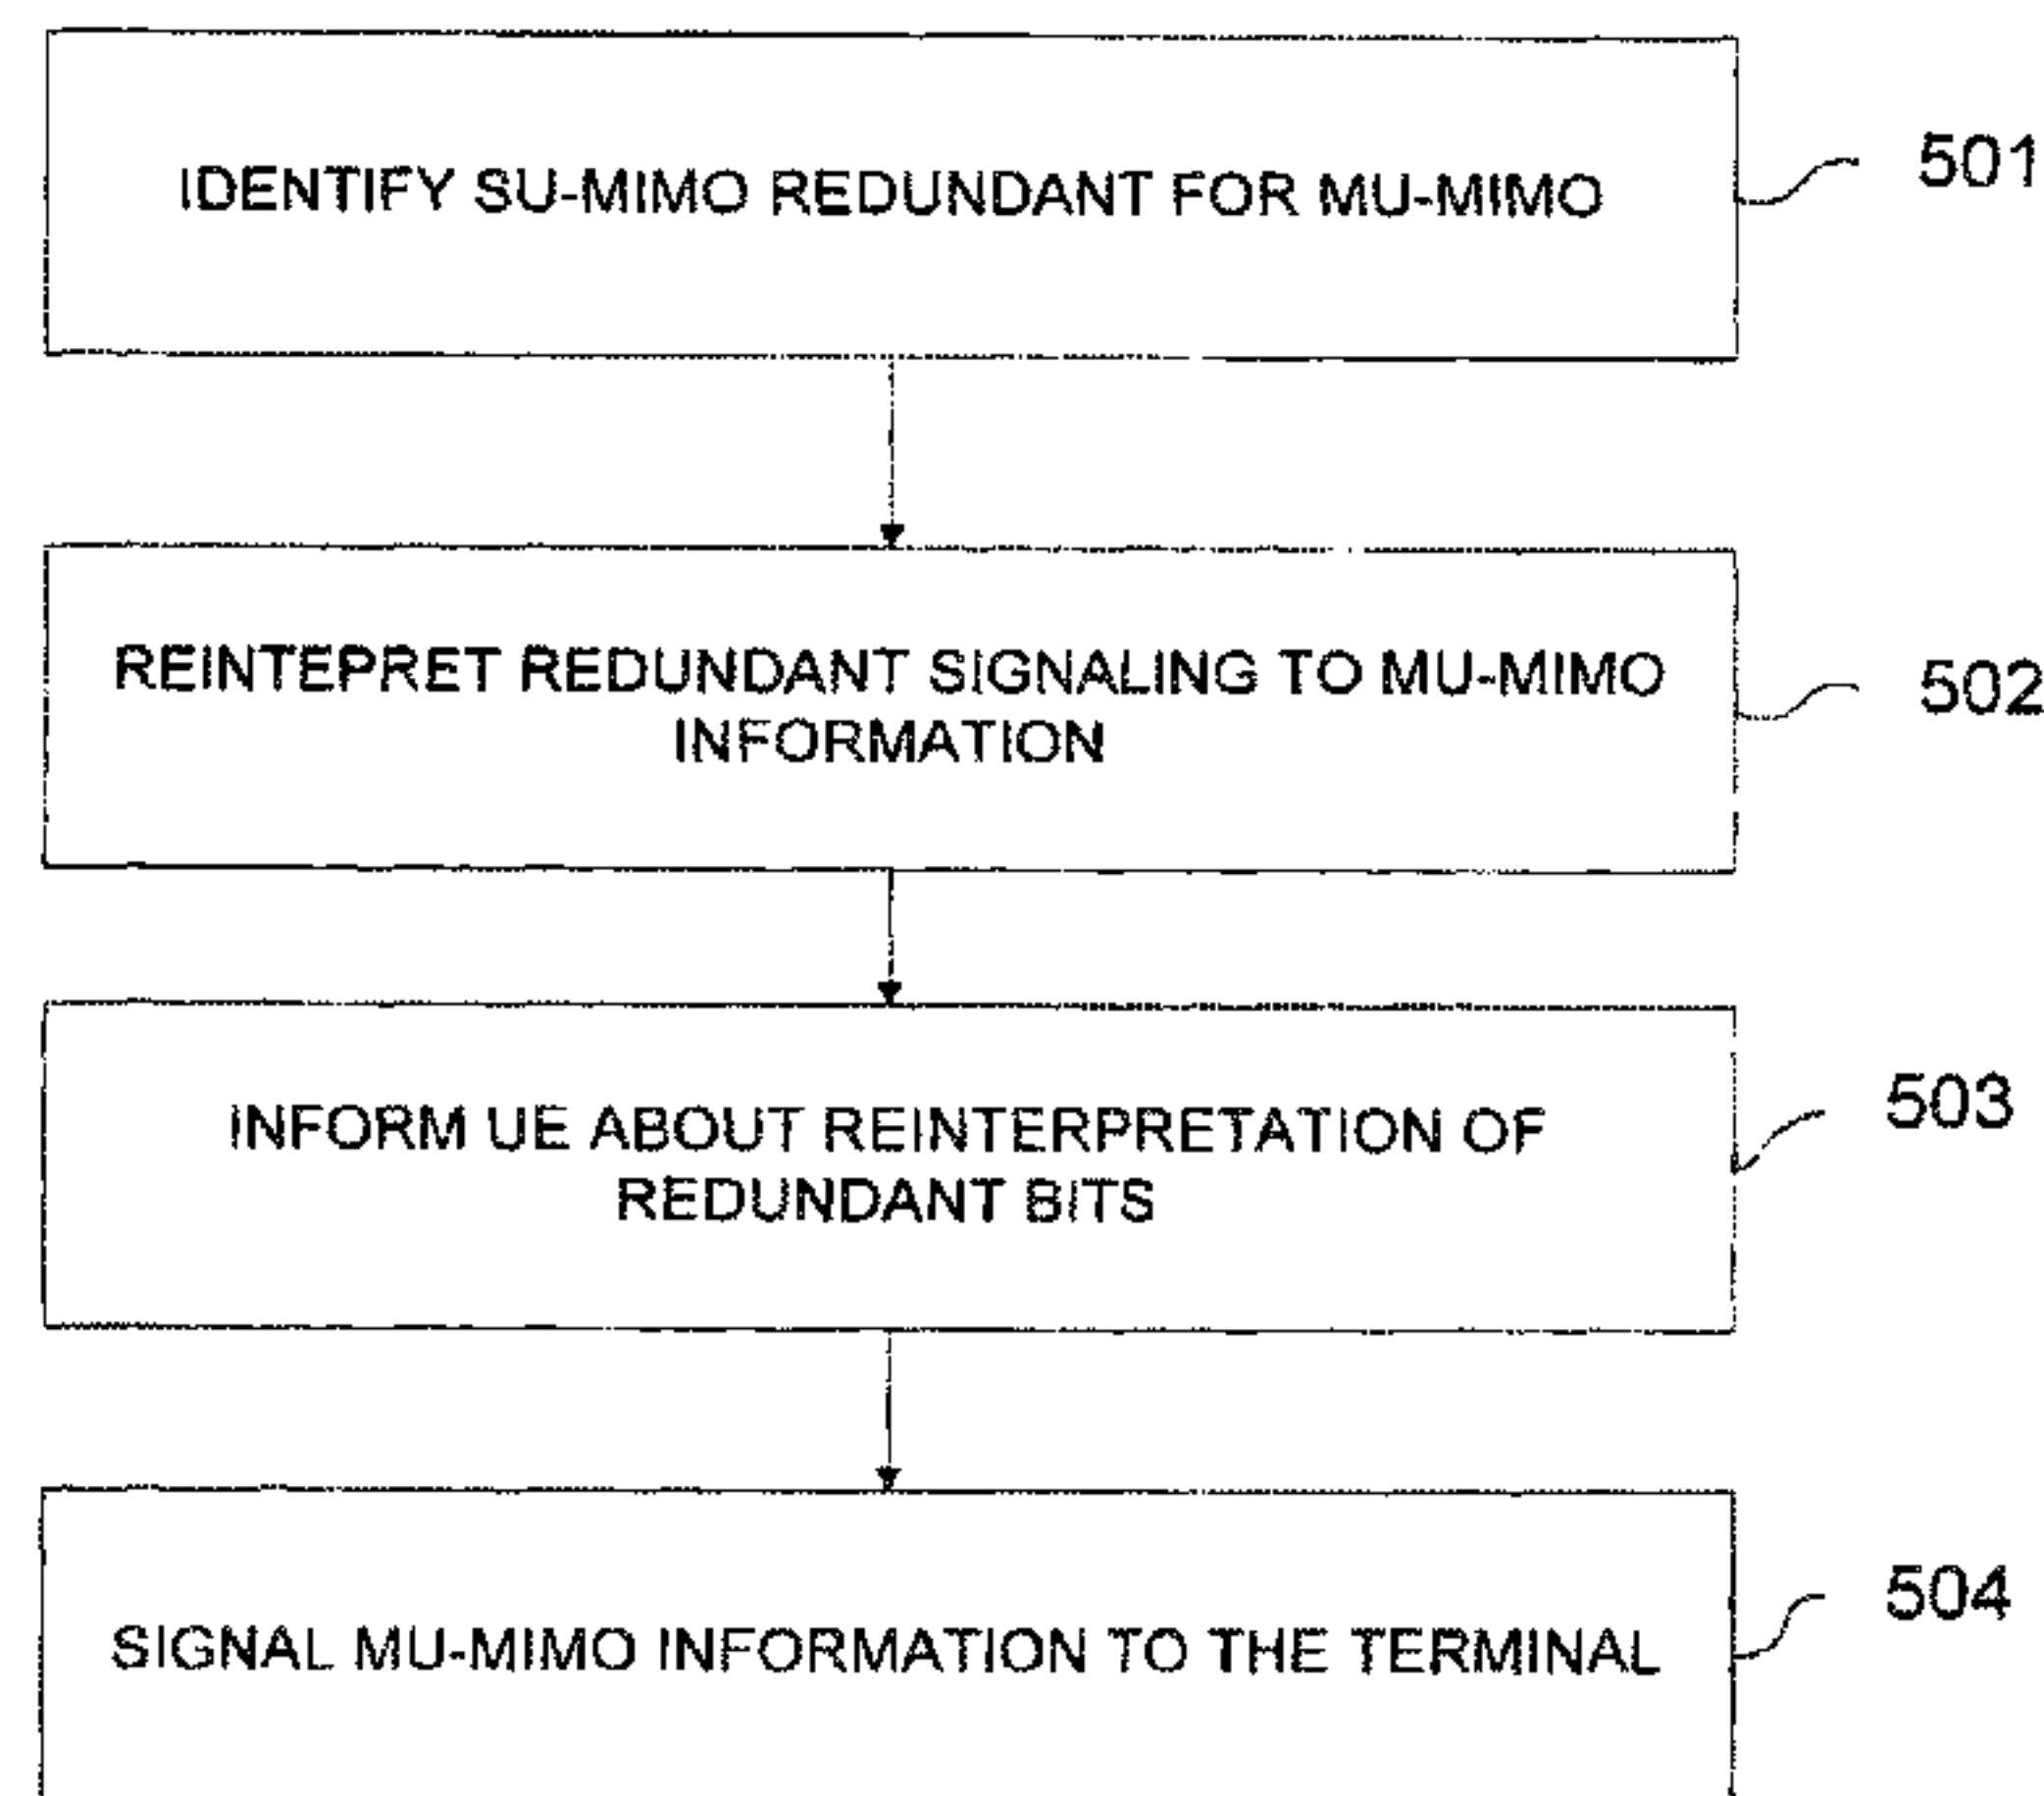 IDENTIFY SU-MIMO REDUNDANT FOR MU-MIMO
501
REINTEPRET REDUNDANT SIGNALING TO MU-MIMO
INFORMATION
502
INFORM UE ABOUT REINTERPRETATION OF
REDUNDANT BITS
503
SIGNAL MU-MIMO INFORMATION TO THE TERMINAL
504